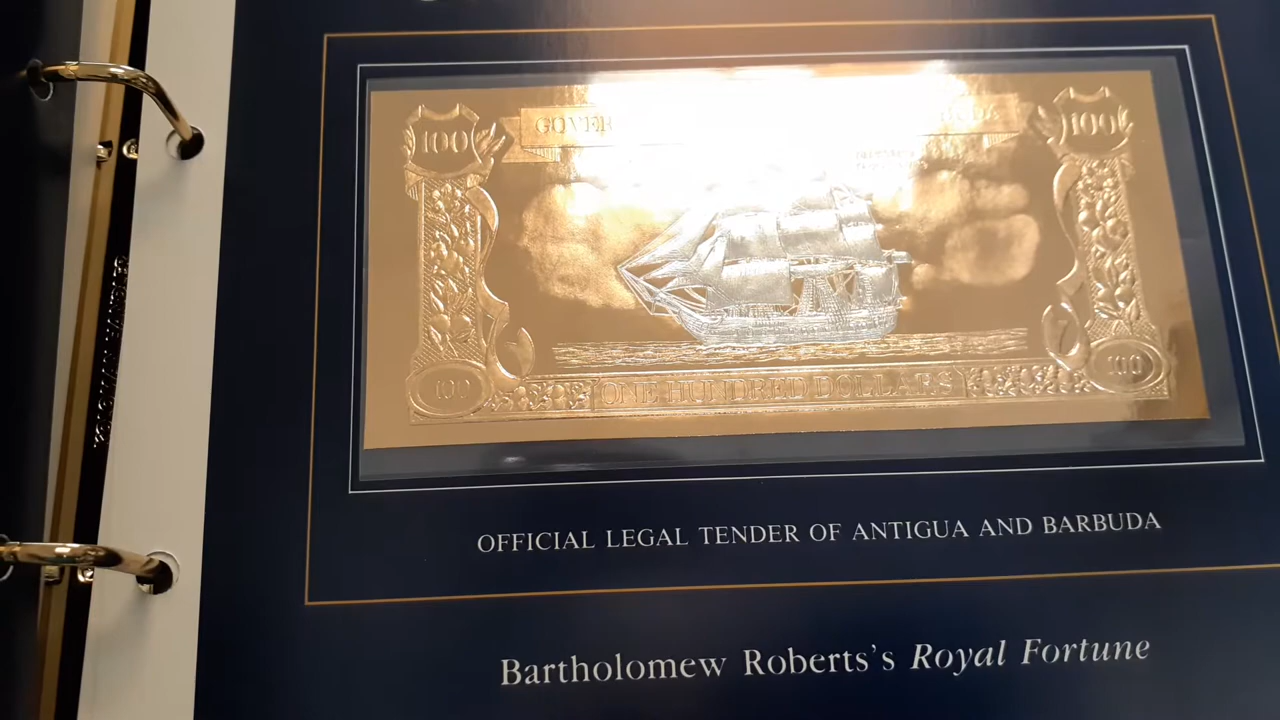 100 GOVER 100
100 ONE HUNDRED DOLLARS 100
OFFICIAL LEGAL TENDER OF ANTIGUA AND BARBUDA
Bartholomew Roberts's Royal Fortune